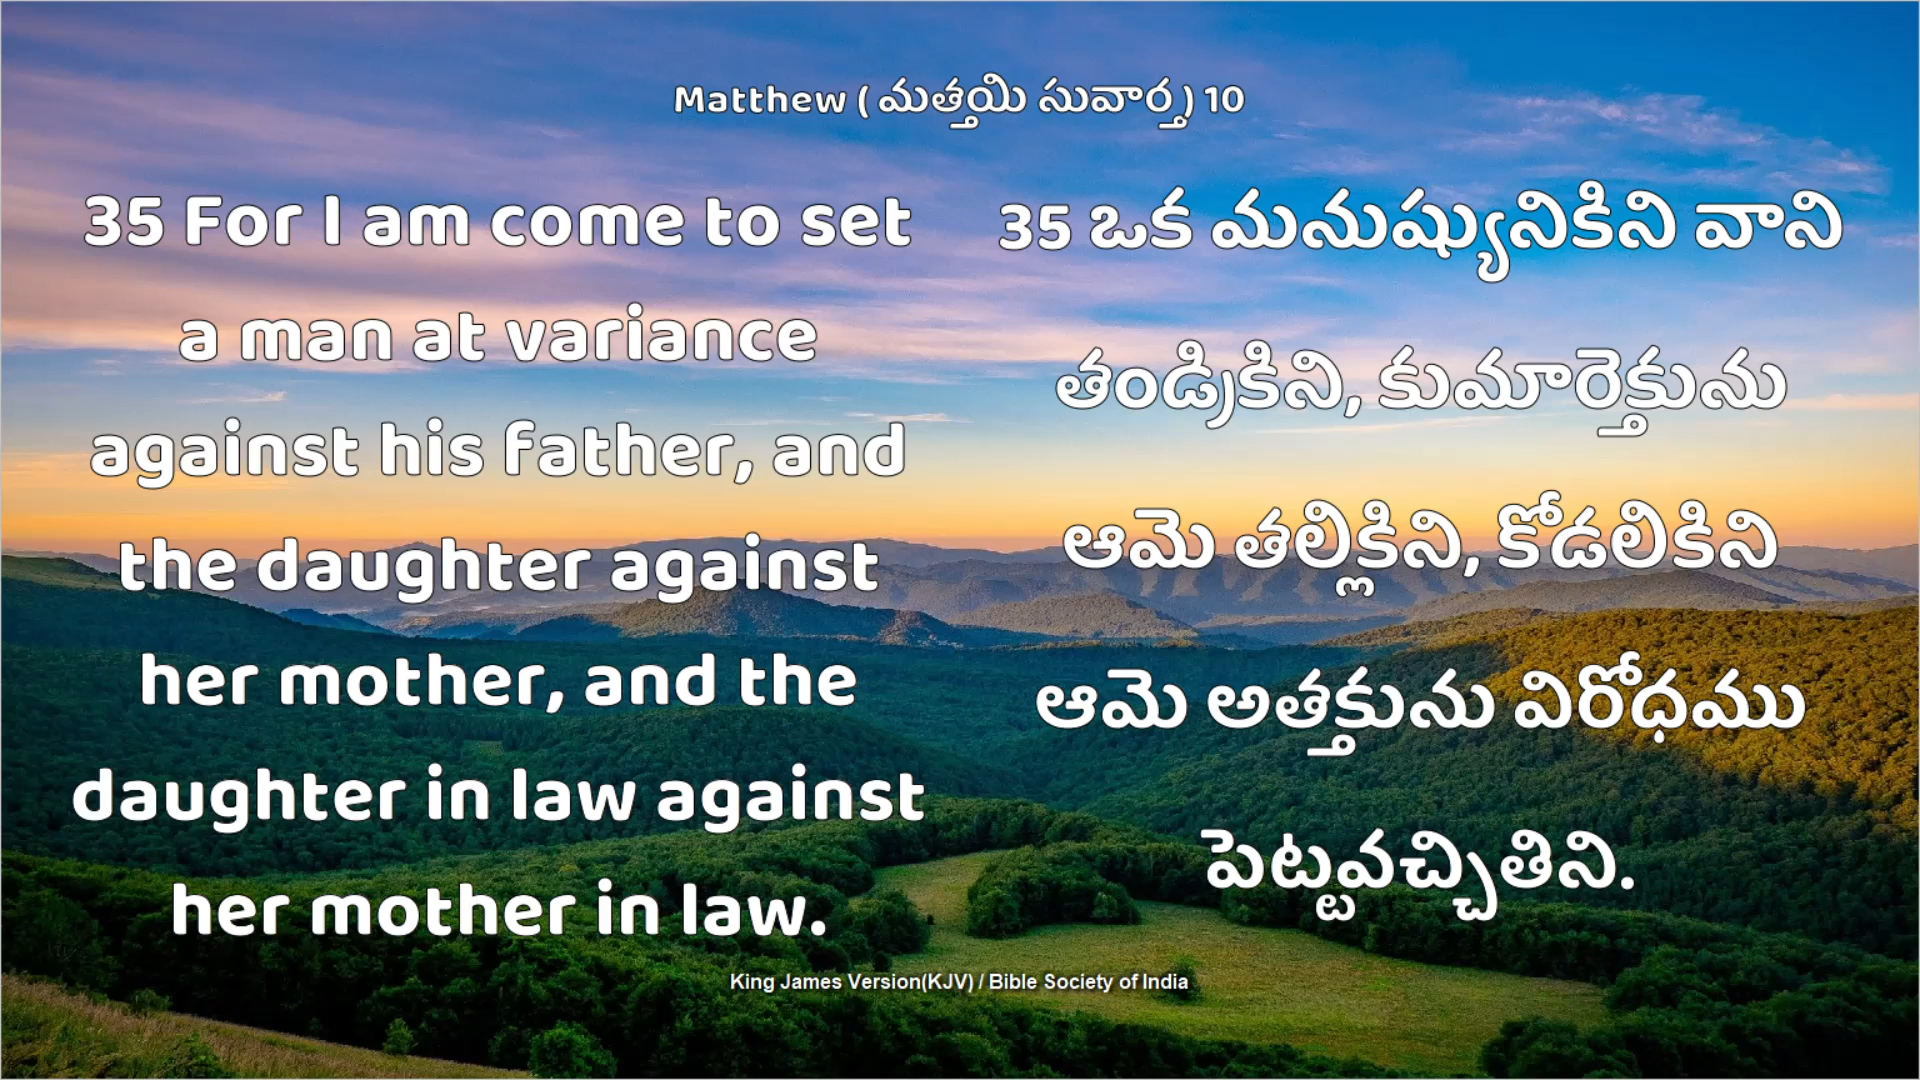 Matthew ( మత్తయి సువార్త ) 10
35 For I am come to set
a man at variance
against his father, and
the daughter against
her mother, and the
daughter in law against
her mother in law.
35 ఒక మనుష్యునికిని వాని
తండ్రికిని, కుమార్తెకును
ఆమె తల్లికిని, కోడలికిని
ఆమె అత్తకును విరోధము
పెట్టవచ్చితిని.
King James Version(KJV) / Bible Society of India